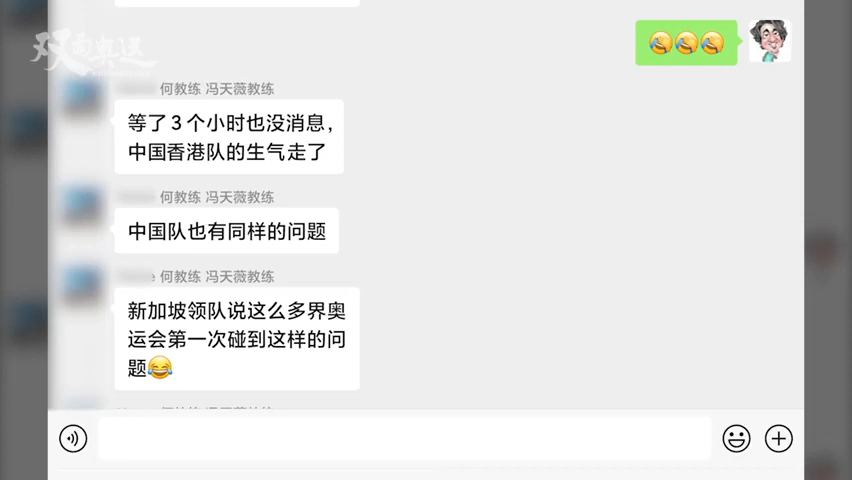 双面奥运
何教练 冯天薇教练
等了3个小时也没消息，
中国香港队的生气走了
何教练 冯天薇教练
中国队也有同样的问题
e 何教练 冯天薇教练
新加坡领队说这么多界奥
运会第一次碰到这样的问
题😂